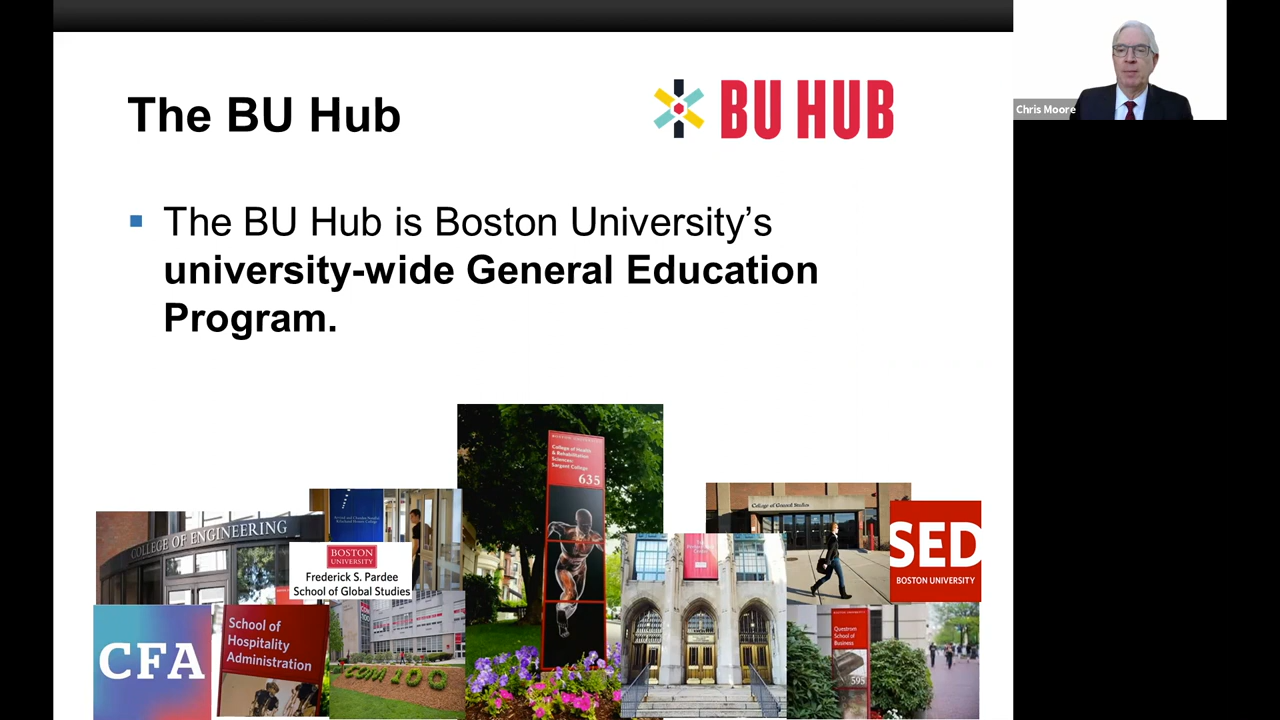 The BU Hub
BU HUB
Chris Moore
▪ The BU Hub is Boston University’s
university-wide General Education
Program.
College of Health
& Rehabilitation
Sciences:
Sargent College
635
COLLEGE OF ENGINEERING
BOSTON
UNIVERSITY
Frederick S. Pardee
School of Global Studies
College of General Studies
SED
BOSTON UNIVERSITY
CFA
School of
Hospitality
Administration
COM 100
Questrom
School of
Business
595